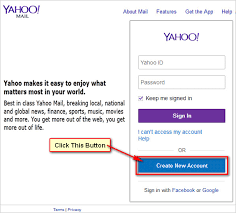 YAHOO!
MAIL
About Mail Features Get the App Help
Yahoo makes it easy to enjoy what
matters most in your world.
Best in class Yahoo Mail, breaking local, national
and global news, finance, sports, music, movies
and more. You get more out of the web, you get
more out of life.
Click This Button
YAHOO!
Yahoo ID
Password
Keep me signed in
Sign In
I can't access my account
Help
OR
Create New Account
Sign in with Facebook or Google
Terms | Privacy